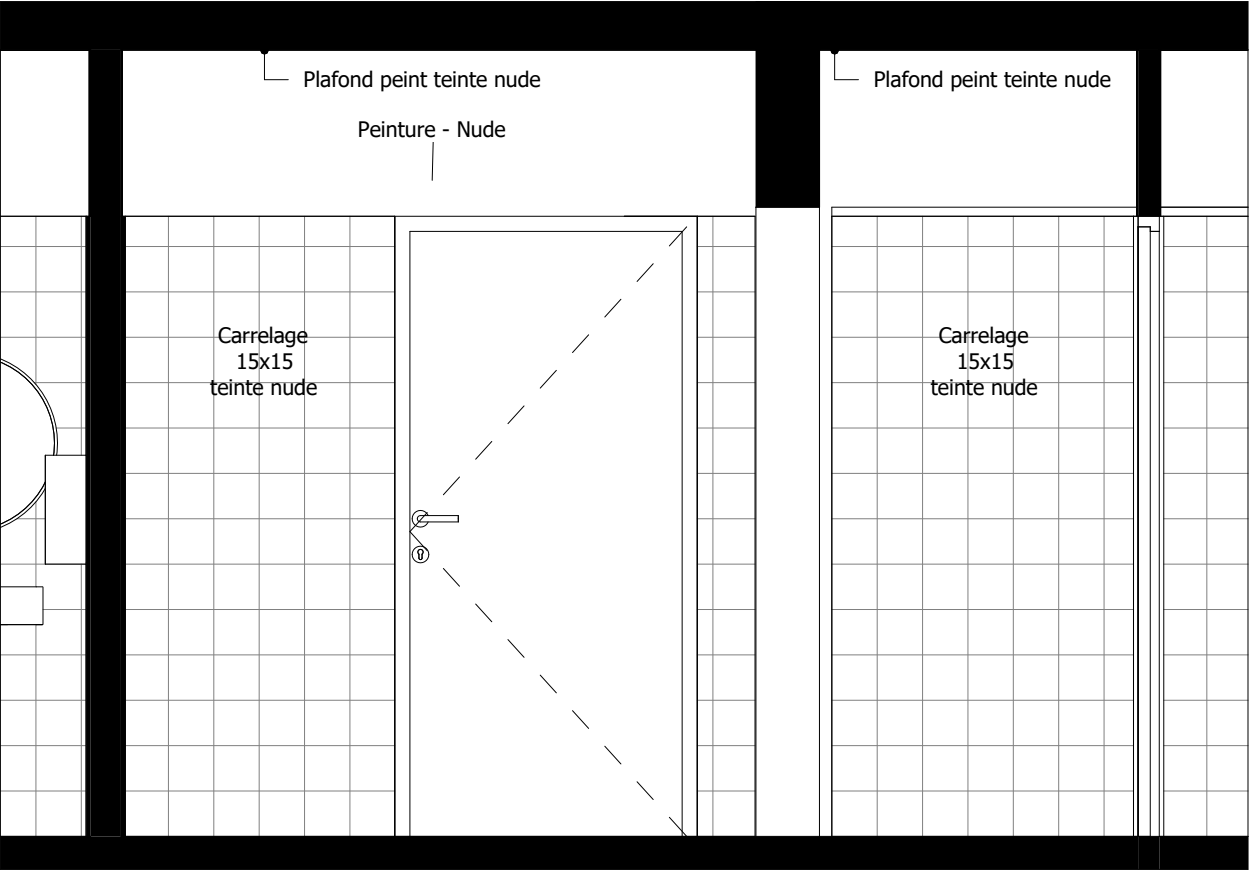 Plafond peint teinte nude
Plafond peint teinte nude
Peinture - Nude
Carrelage
15x15
teinte nude
Carrelage
15x15
teinte nude